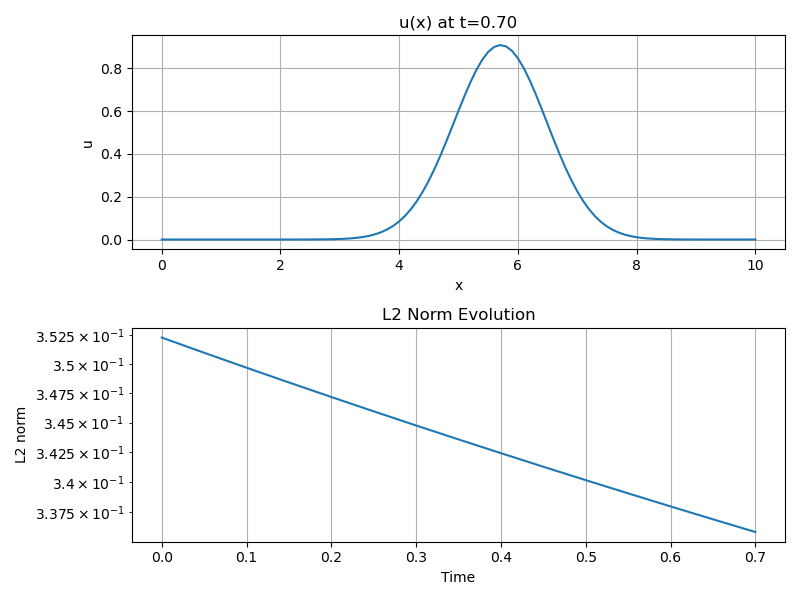 u(x) at t=0.70
u
0.8
0.6
0.4
0.2
0.0
0 2 4 6 8 10
x
L2 Norm Evolution
L2 norm
3.525 × 10⁻¹
3.5 × 10⁻¹
3.475 × 10⁻¹
3.45 × 10⁻¹
3.425 × 10⁻¹
3.4 × 10⁻¹
3.375 × 10⁻¹
0.0 0.1 0.2 0.3 0.4 0.5 0.6 0.7
Time